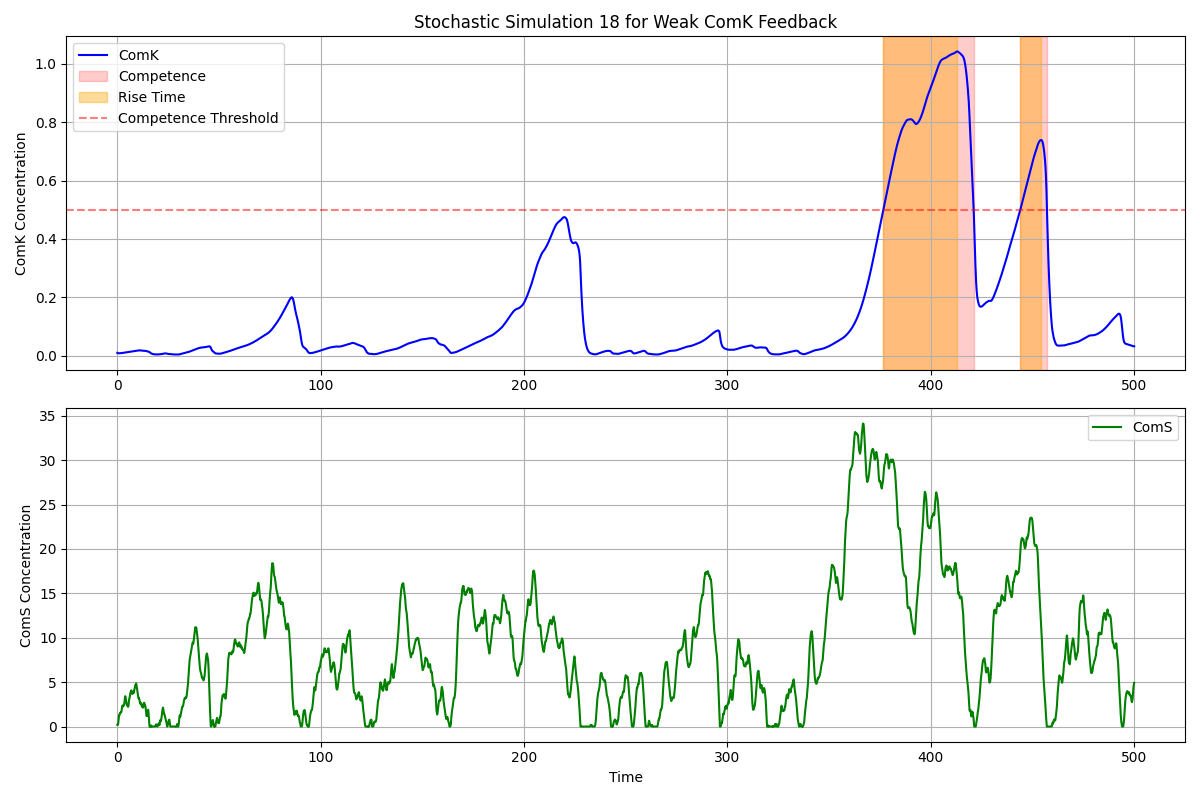 Stochastic Simulation 18 for Weak ComK Feedback
ComK Concentration
1.0
0.8
0.6
0.4
0.2
0.0
ComK
Competence
Rise Time
Competence Threshold
0 100 200 300 400 500
ComS Concentration
35
30
25
20
15
10
5
0
ComS
0 100 200 300 400 500
Time